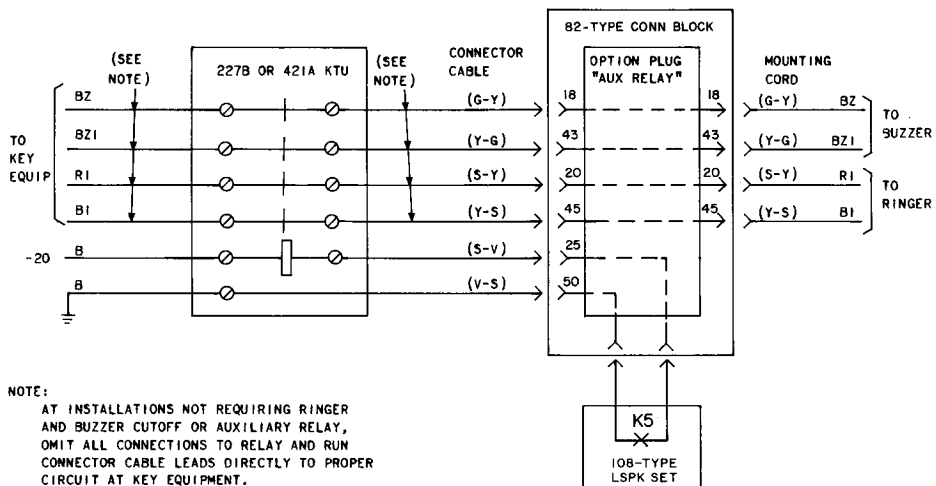 82-TYPE CONN BLOCK
(SEE NOTE)
227B OR 421A KTU
(SEE NOTE)
CONNECTOR CABLE
OPTION PLUG "AUX RELAY"
MOUNTING CORD
TO KEY EQUIP
BZ (G-Y) 18 18 (G-Y) BZ
BZ1 (Y-G) 43 43 (Y-G) BZ1
TO BUZZER
R1 (S-Y) 20 20 (S-Y) R1
B1 (Y-S) 45 45 (Y-S) B1
TO RINGER
-20 B (S-V) 25
B (V-S) 50
K5
108-TYPE
LSPK SET
NOTE:
AT INSTALLATIONS NOT REQUIRING RINGER
AND BUZZER CUTOFF OR AUXILIARY RELAY,
OMIT ALL CONNECTIONS TO RELAY AND RUN
CONNECTOR CABLE LEADS DIRECTLY TO PROPER
CIRCUIT AT KEY EQUIPMENT.